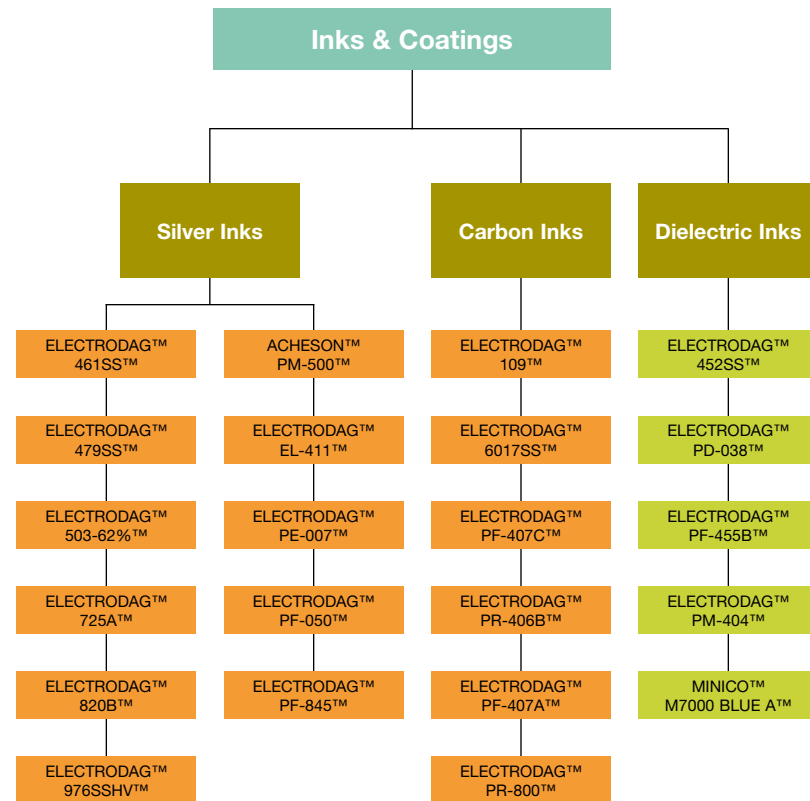 Inks & Coatings
Silver Inks
Carbon Inks
Dielectric Inks
ELECTRODAG™
461SS™
ELECTRODAG™
479SS™
ELECTRODAG™
503-62%™
ELECTRODAG™
725A™
ELECTRODAG™
820B™
ELECTRODAG™
976SSHV™
ACHESON™
PM-500™
ELECTRODAG™
EL-411™
ELECTRODAG™
PE-007™
ELECTRODAG™
PF-050™
ELECTRODAG™
PF-845™
ELECTRODAG™
109™
ELECTRODAG™
6017SS™
ELECTRODAG™
PF-407C™
ELECTRODAG™
PR-406B™
ELECTRODAG™
PF-407A™
ELECTRODAG™
PR-800™
ELECTRODAG™
452SS™
ELECTRODAG™
PD-038™
ELECTRODAG™
PF-455B™
ELECTRODAG™
PM-404™
MINICO™
M7000 BLUE A™